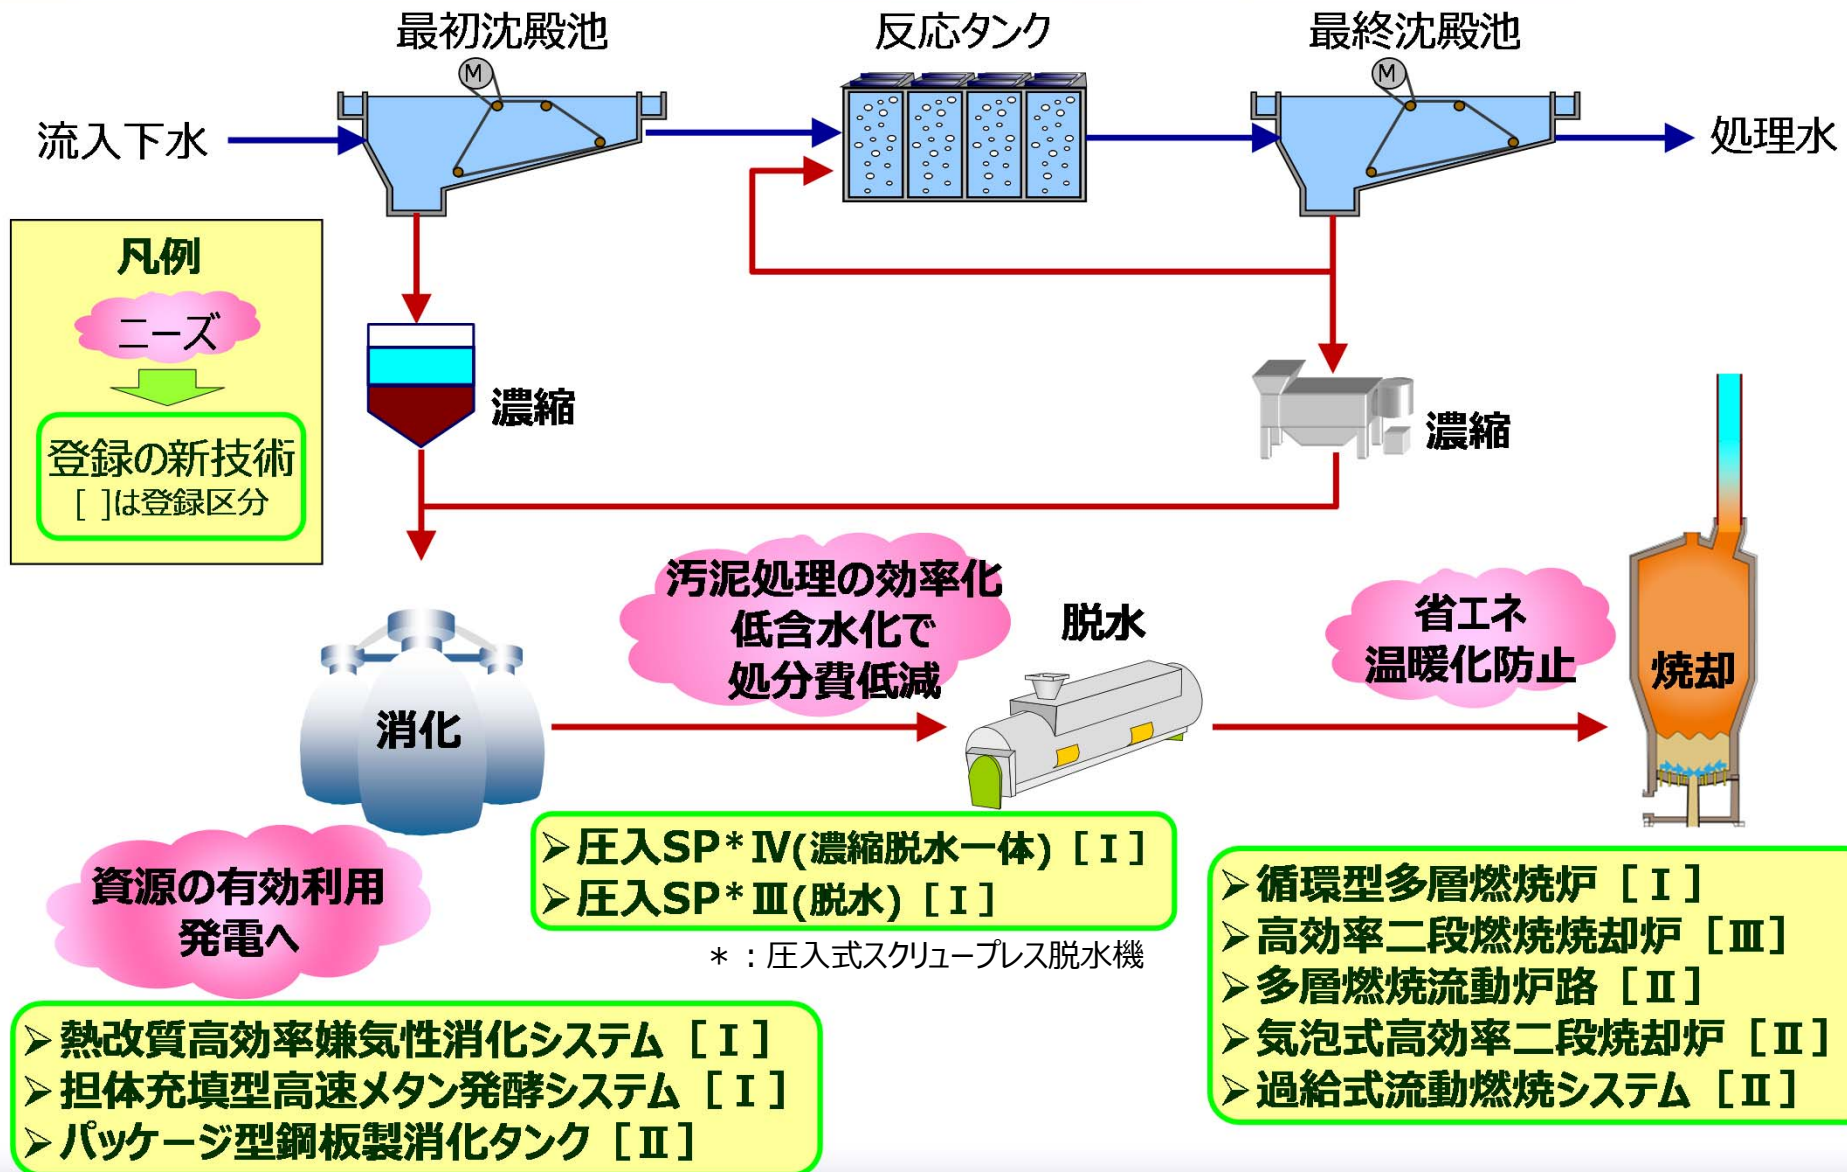 最初沈殿池
反応タンク
最終沈殿池
M
M
流入下水
処理水
凡例
ニーズ
登録の新技術
[ ]は登録区分
濃縮
濃縮
汚泥処理の効率化
低含水化で
処分費低減
脱水
省エネ
温暖化防止
焼却
消化
資源の有効利用
発電へ
➢圧入SP*Ⅳ(濃縮脱水一体)［Ⅰ］
➢圧入SP*Ⅲ(脱水)［Ⅰ］
*：圧入式スクリュープレス脱水機
➢熱改質高効率嫌気性消化システム［Ⅰ］
➢担体充填型高速メタン発酵システム［Ⅰ］
➢パッケージ型鋼板製消化タンク［Ⅱ］
➢循環型多層燃焼炉［Ⅰ］
➢高効率二段燃焼焼却炉［Ⅲ］
➢多層燃焼流動炉路［Ⅱ］
➢気泡式高効率二段焼却炉［Ⅱ］
➢過給式流動燃焼システム［Ⅱ］